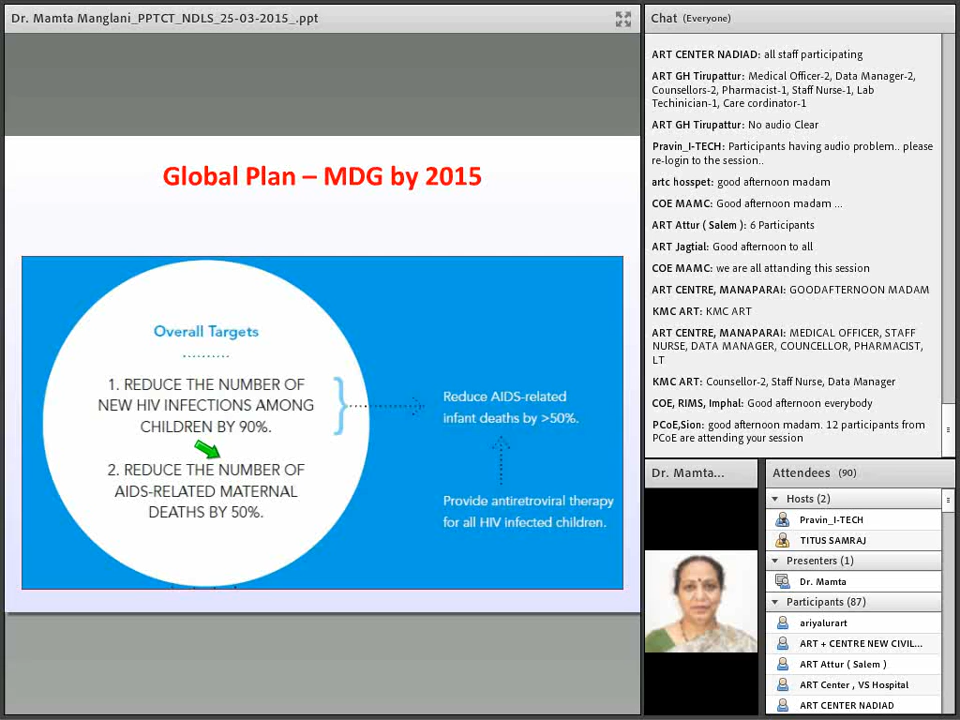 Dr. Mamta Manglani_PPTCT_NDLS_25-03-2015_.ppt
Global Plan – MDG by 2015
Overall Targets
1. REDUCE THE NUMBER OF
NEW HIV INFECTIONS AMONG
CHILDREN BY 90%.
2. REDUCE THE NUMBER OF
AIDS-RELATED MATERNAL
DEATHS BY 50%.
Reduce AIDS-related
infant deaths by >50%.
Provide antiretroviral therapy
for all HIV infected children.
Chat (Everyone)
ART CENTER NADIAD: all staff participating
ART GH Tirupattur: Medical Officer-2, Data Manager-2,
Counsellors-2, Pharmacist-1, Staff Nurse-1, Lab
Techinician-1, Care cordinator-1
ART GH Tirupattur: No audio Clear
Pravin_I-TECH: Participants having audio problem.. please
re-login to the session..
artc hosspet: good afternoon madam
COE MAMC: Good afternoon madam ...
ART Attur ( Salem ): 6 Participants
ART Jagtial: Good afternoon to all
COE MAMC: we are all attanding this session
ART CENTRE, MANAPARAI: GOODAFTERNOON MADAM
KMC ART: KMC ART
ART CENTRE, MANAPARAI: MEDICAL OFFICER, STAFF
NURSE, DATA MANAGER, COUNCELLOR, PHARMACIST,
LT
KMC ART: Counsellor-2, Staff Nurse, Data Manager
COE, RIMS, Imphal: Good afternoon everybody
PCoE,Sion: good afternoon madam. 12 participants from
PCoE are attending your session
Dr. Mamta...
Attendees (90)
Hosts (2)
Pravin_I-TECH
TITUS SAMRAJ
Presenters (1)
Dr. Mamta
Participants (87)
ariyalurart
ART + CENTRE NEW CIVIL...
ART Attur ( Salem )
ART Center , VS Hospital
ART CENTER NADIAD